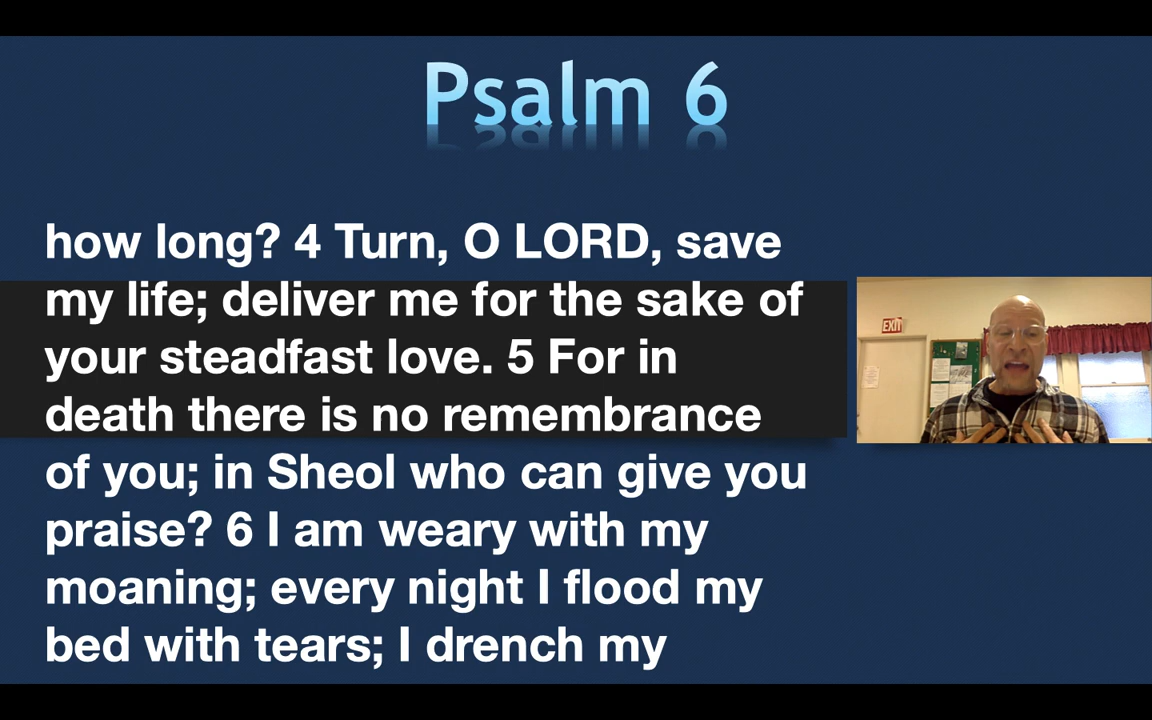 Psalm 6
how long? 4 Turn, O LORD, save
my life; deliver me for the sake of
your steadfast love. 5 For in
death there is no remembrance
of you; in Sheol who can give you
praise? 6 I am weary with my
moaning; every night I flood my
bed with tears; I drench my
EXIT